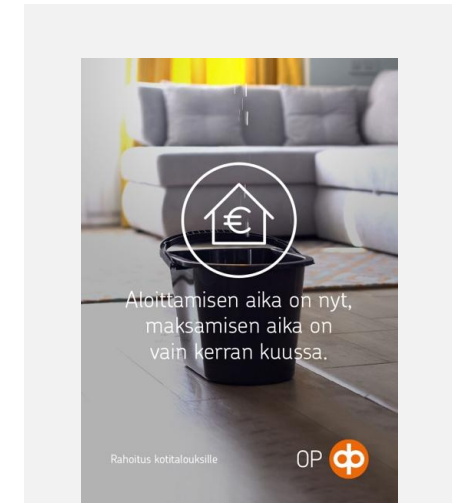 €
Aloittamisen aika on nyt,
maksamisen aika on
vain kerran kuussa.
Rahoitus kotitalouksille
OP